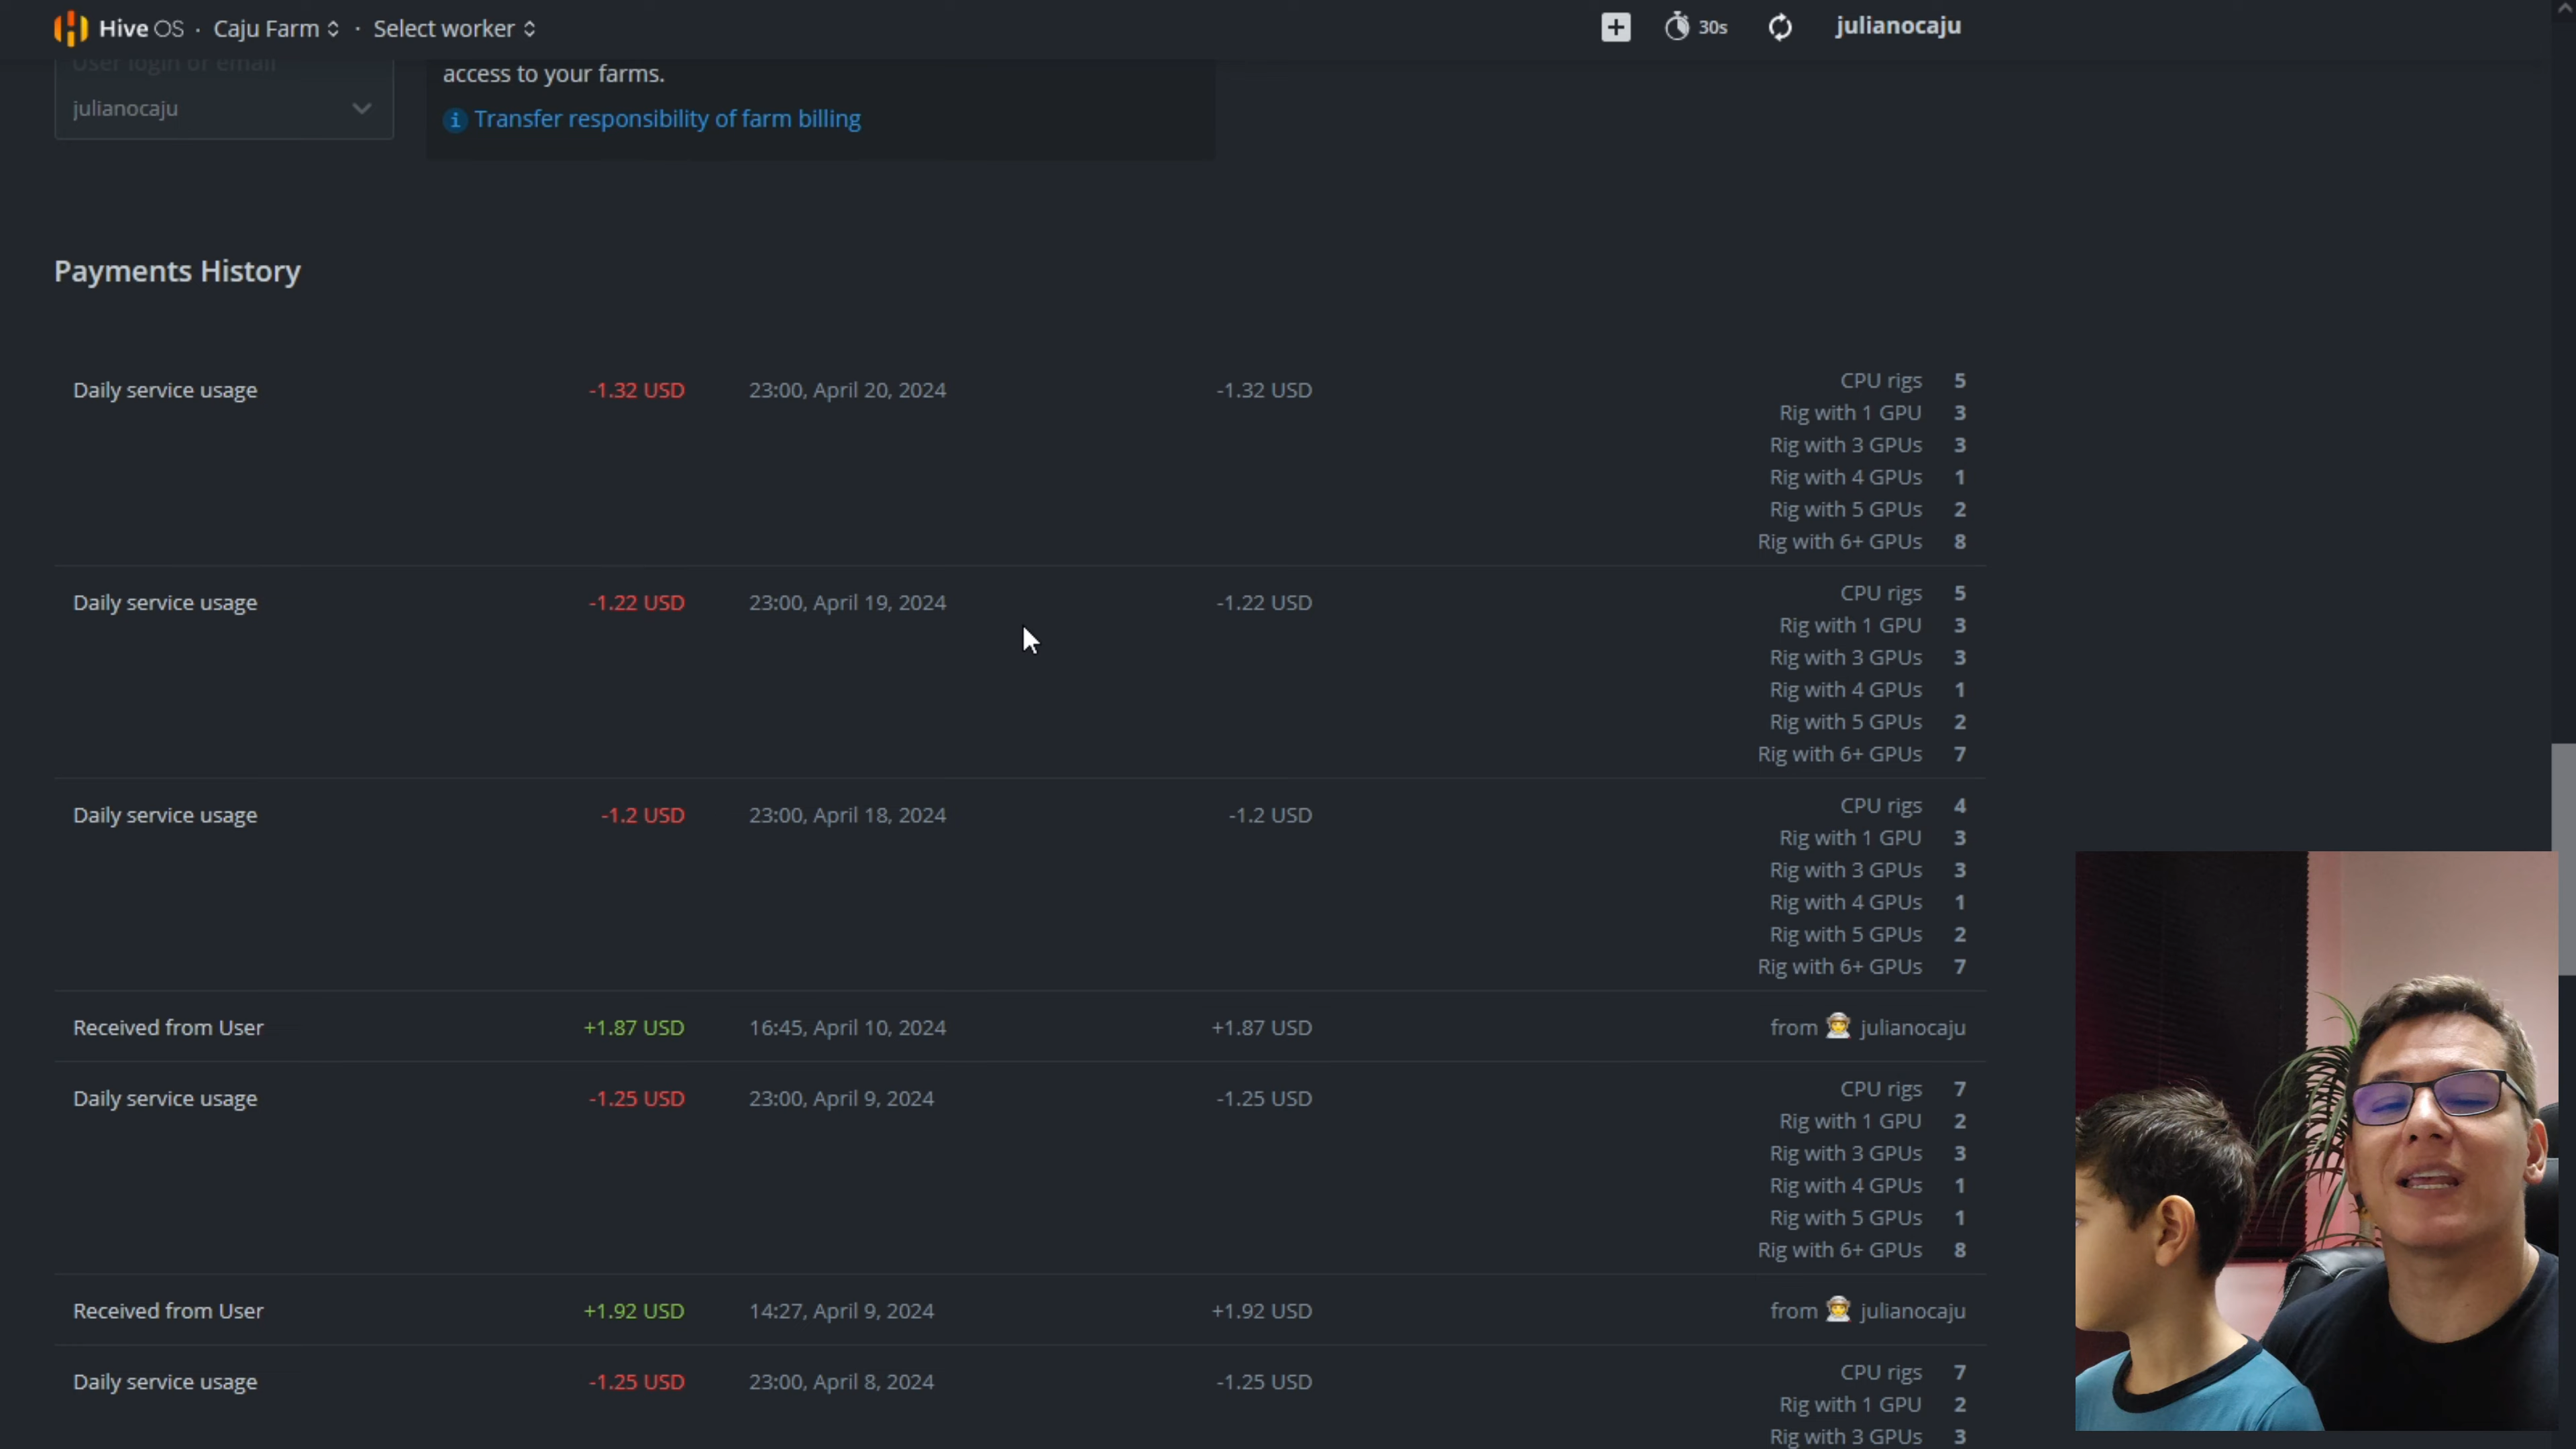 Hive OS · Caju Farm · Select worker 30s julianocaju
User login or email
julianocaju
access to your farms.
Transfer responsibility of farm billing
Payments History
Daily service usage -1.32 USD 23:00, April 20, 2024 -1.32 USD CPU rigs 5
Rig with 1 GPU 3
Rig with 3 GPUs 3
Rig with 4 GPUs 1
Rig with 5 GPUs 2
Rig with 6+ GPUs 8
Daily service usage -1.22 USD 23:00, April 19, 2024 -1.22 USD CPU rigs 5
Rig with 1 GPU 3
Rig with 3 GPUs 3
Rig with 4 GPUs 1
Rig with 5 GPUs 2
Rig with 6+ GPUs 7
Daily service usage -1.2 USD 23:00, April 18, 2024 -1.2 USD CPU rigs 4
Rig with 1 GPU 3
Rig with 3 GPUs 3
Rig with 4 GPUs 1
Rig with 5 GPUs 2
Rig with 6+ GPUs 7
Received from User +1.87 USD 16:45, April 10, 2024 +1.87 USD from julianocaju
Daily service usage -1.25 USD 23:00, April 9, 2024 -1.25 USD CPU rigs 7
Rig with 1 GPU 2
Rig with 3 GPUs 3
Rig with 4 GPUs 1
Rig with 5 GPUs 1
Rig with 6+ GPUs 8
Received from User +1.92 USD 14:27, April 9, 2024 +1.92 USD from julianocaju
Daily service usage -1.25 USD 23:00, April 8, 2024 -1.25 USD CPU rigs 7
Rig with 1 GPU 2
Rig with 3 GPUs 3